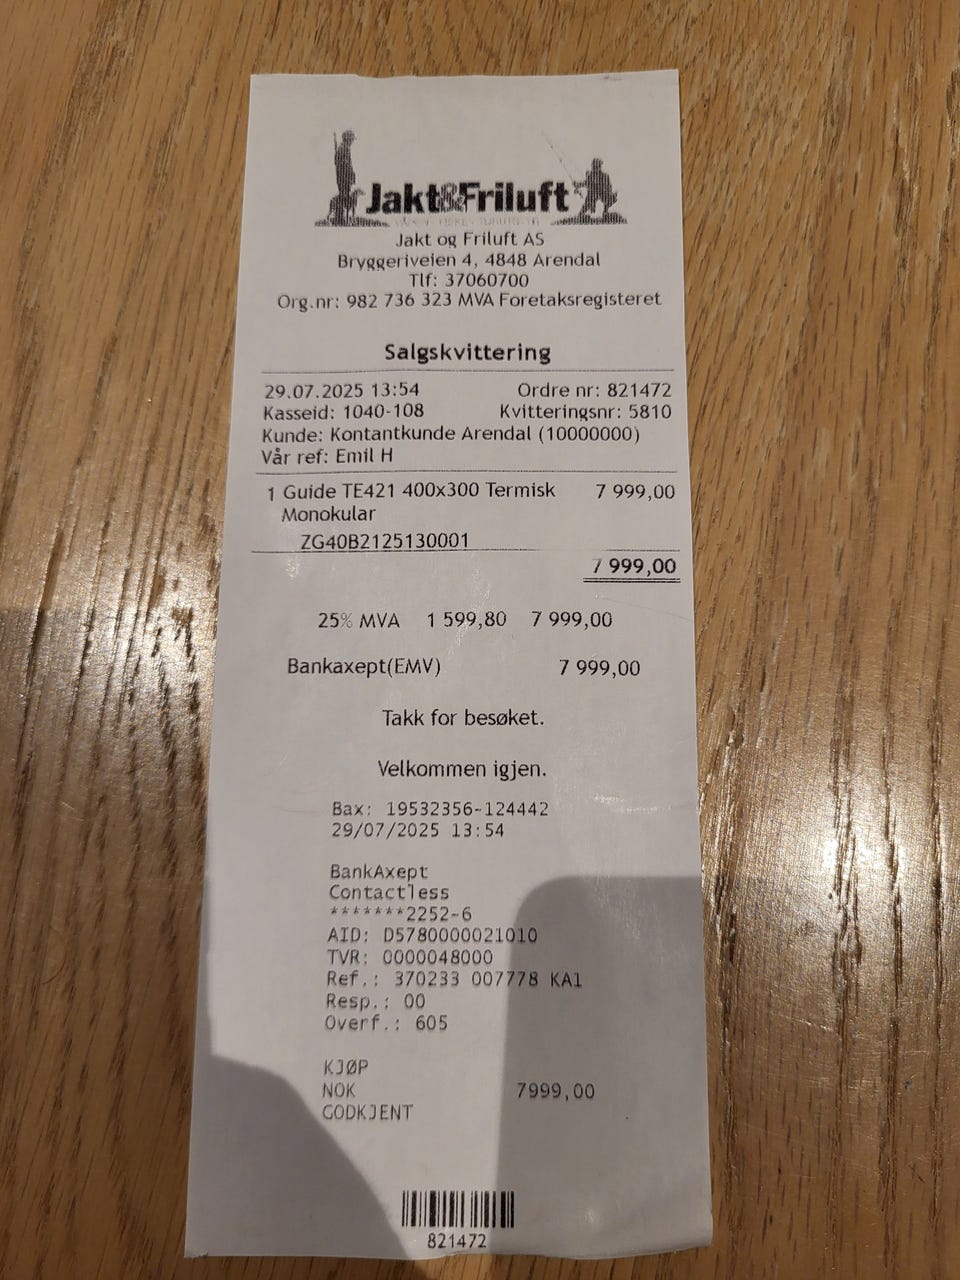 Jakt&Friluft
Jakt og Friluft AS
Bryggeriveien 4, 4848 Arendal
Tlf: 37060700
Org.nr: 982 736 323 MVA Foretaksregisteret
Salgskvittering
29.07.2025 13:54 Ordre nr: 821472
Kasseid: 1040-108 Kvitteringsnr: 5810
Kunde: Kontantkunde Arendal (10000000)
Vår ref: Emil H
1 Guide TE421 400x300 Termisk 7 999,00
Monokular
ZG40B2125130001
7 999,00
25% MVA 1 599,80 7 999,00
Bankaxept(EMV) 7 999,00
Takk for besøket.
Velkommen igjen.
Bax: 19532356-124442
29/07/2025 13:54
BankAxept
Contactless
*******2252-6
AID: D5780000021010
TVR: 0000048000
Ref.: 370233 007778 KA1
Resp.: 00
Overf.: 605
KJØP
NOK 7999,00
GODKJENT
821472